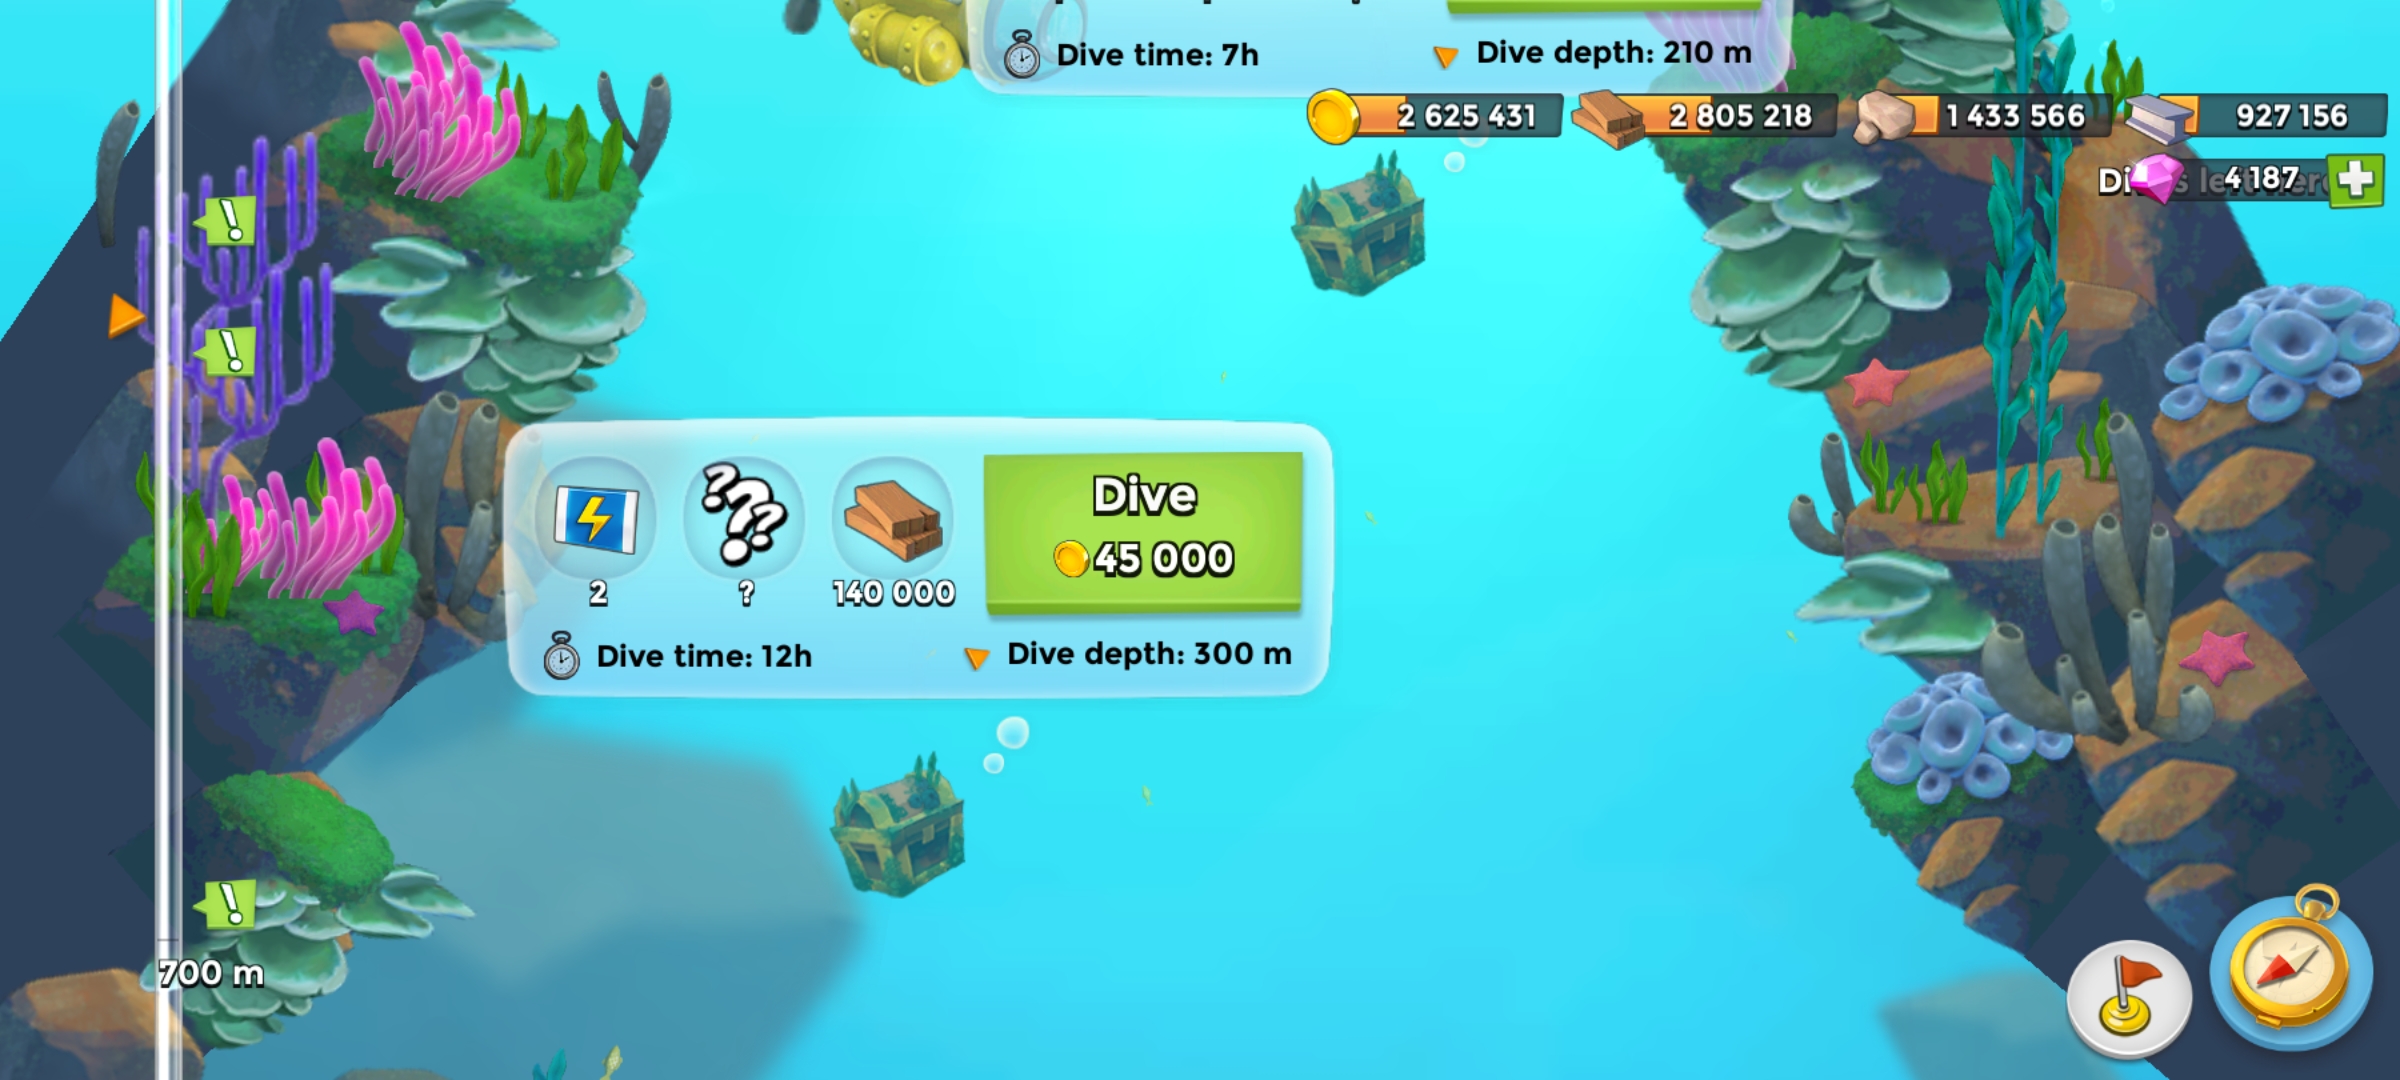 Dive time: 7h
Dive depth: 210 m
2 625 431
2 805 218
1 433 566
927 156
4 187
Dive
45 000
2
?
140 000
Dive time: 12h
Dive depth: 300 m
700 m